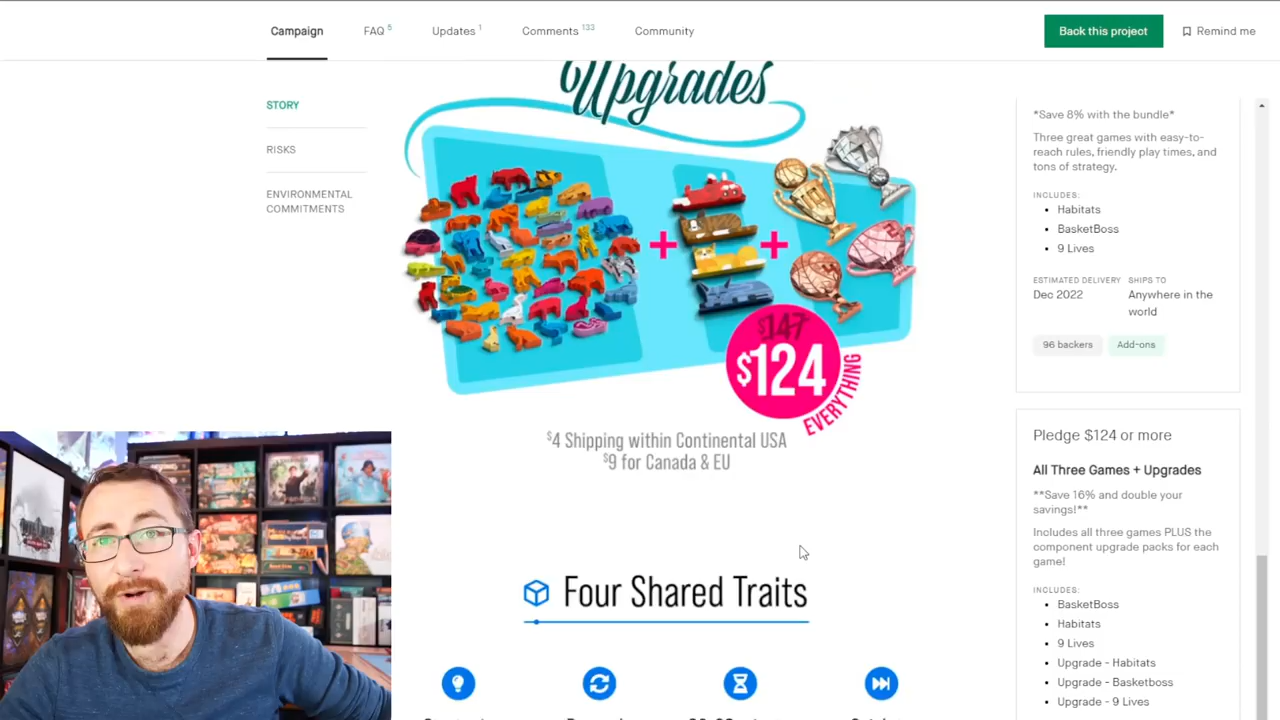 Campaign
FAQ 5
Updates 1
Comments 133
Community
Back this project
Remind me
STORY
RISKS
ENVIRONMENTAL
COMMITMENTS
Upgrades
+
+
$147
$124
EVERYTHING
$4 Shipping within Continental USA
$9 for Canada & EU
Four Shared Traits
*Save 8% with the bundle*
Three great games with easy-to-
reach rules, friendly play times, and
tons of strategy.
INCLUDES:
• Habitats
• BasketBoss
• 9 Lives
ESTIMATED DELIVERY
Dec 2022
SHIPS TO
Anywhere in the
world
96 backers
Add-ons
Pledge $124 or more
All Three Games + Upgrades
**Save 16% and double your
savings!**
Includes all three games PLUS the
component upgrade packs for each
game!
INCLUDES:
• BasketBoss
• Habitats
• 9 Lives
• Upgrade - Habitats
• Upgrade - Basketboss
• Upgrade - 9 Lives